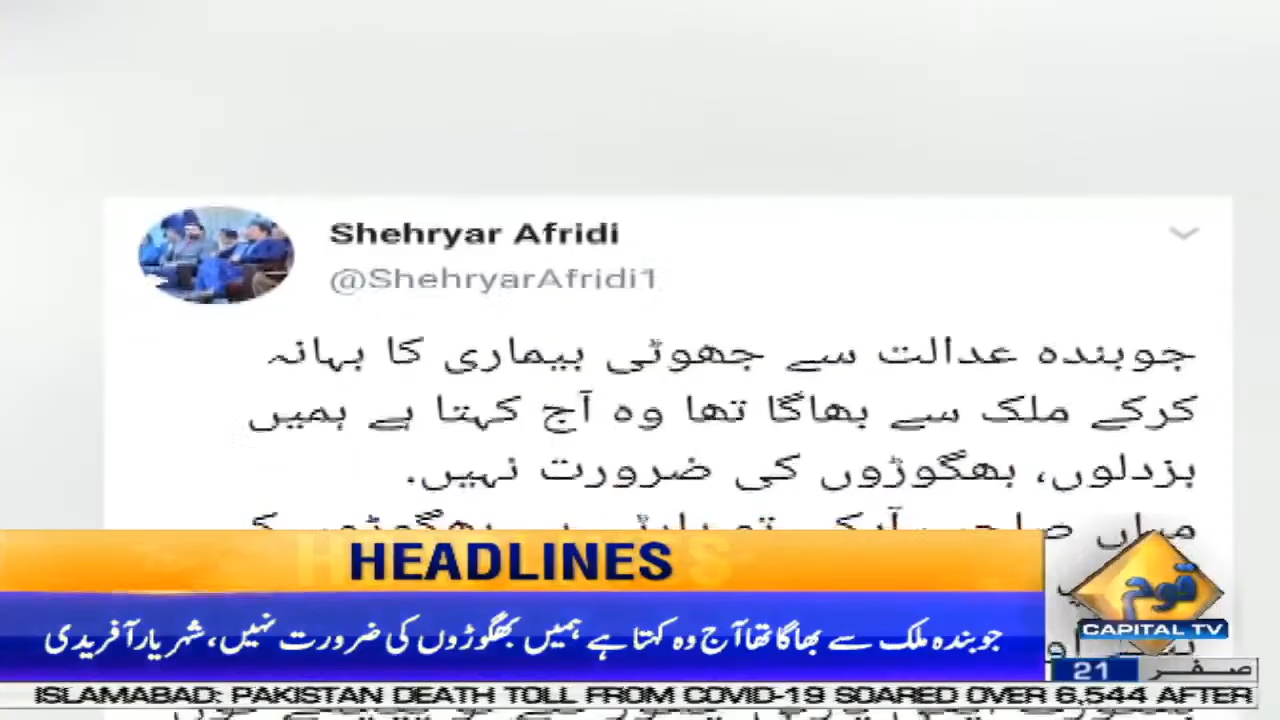 Shehryar Afridi
@ShehryarAfridi1
جوبندہ عدالت سے جھوٹی بیماری کا بہانہ
کرکے ملک سے بھاگا تھا وہ آج کہتا ہے ہمیں
بزدلوں، بھگوڑوں کی ضرورت نہیں.
میاں صاحب
HEADLINES
جوبندہ ملک سے بھاگا تھا آج وہ کہتا ہے ہمیں بھگوڑوں کی ضرورت نہیں، شہریار آفریدی
قوم
CAPITAL TV
21 صفر
ISLAMABAD: PAKISTAN DEATH TOLL FROM COVID-19 SOARED OVER 6,544 AFTER